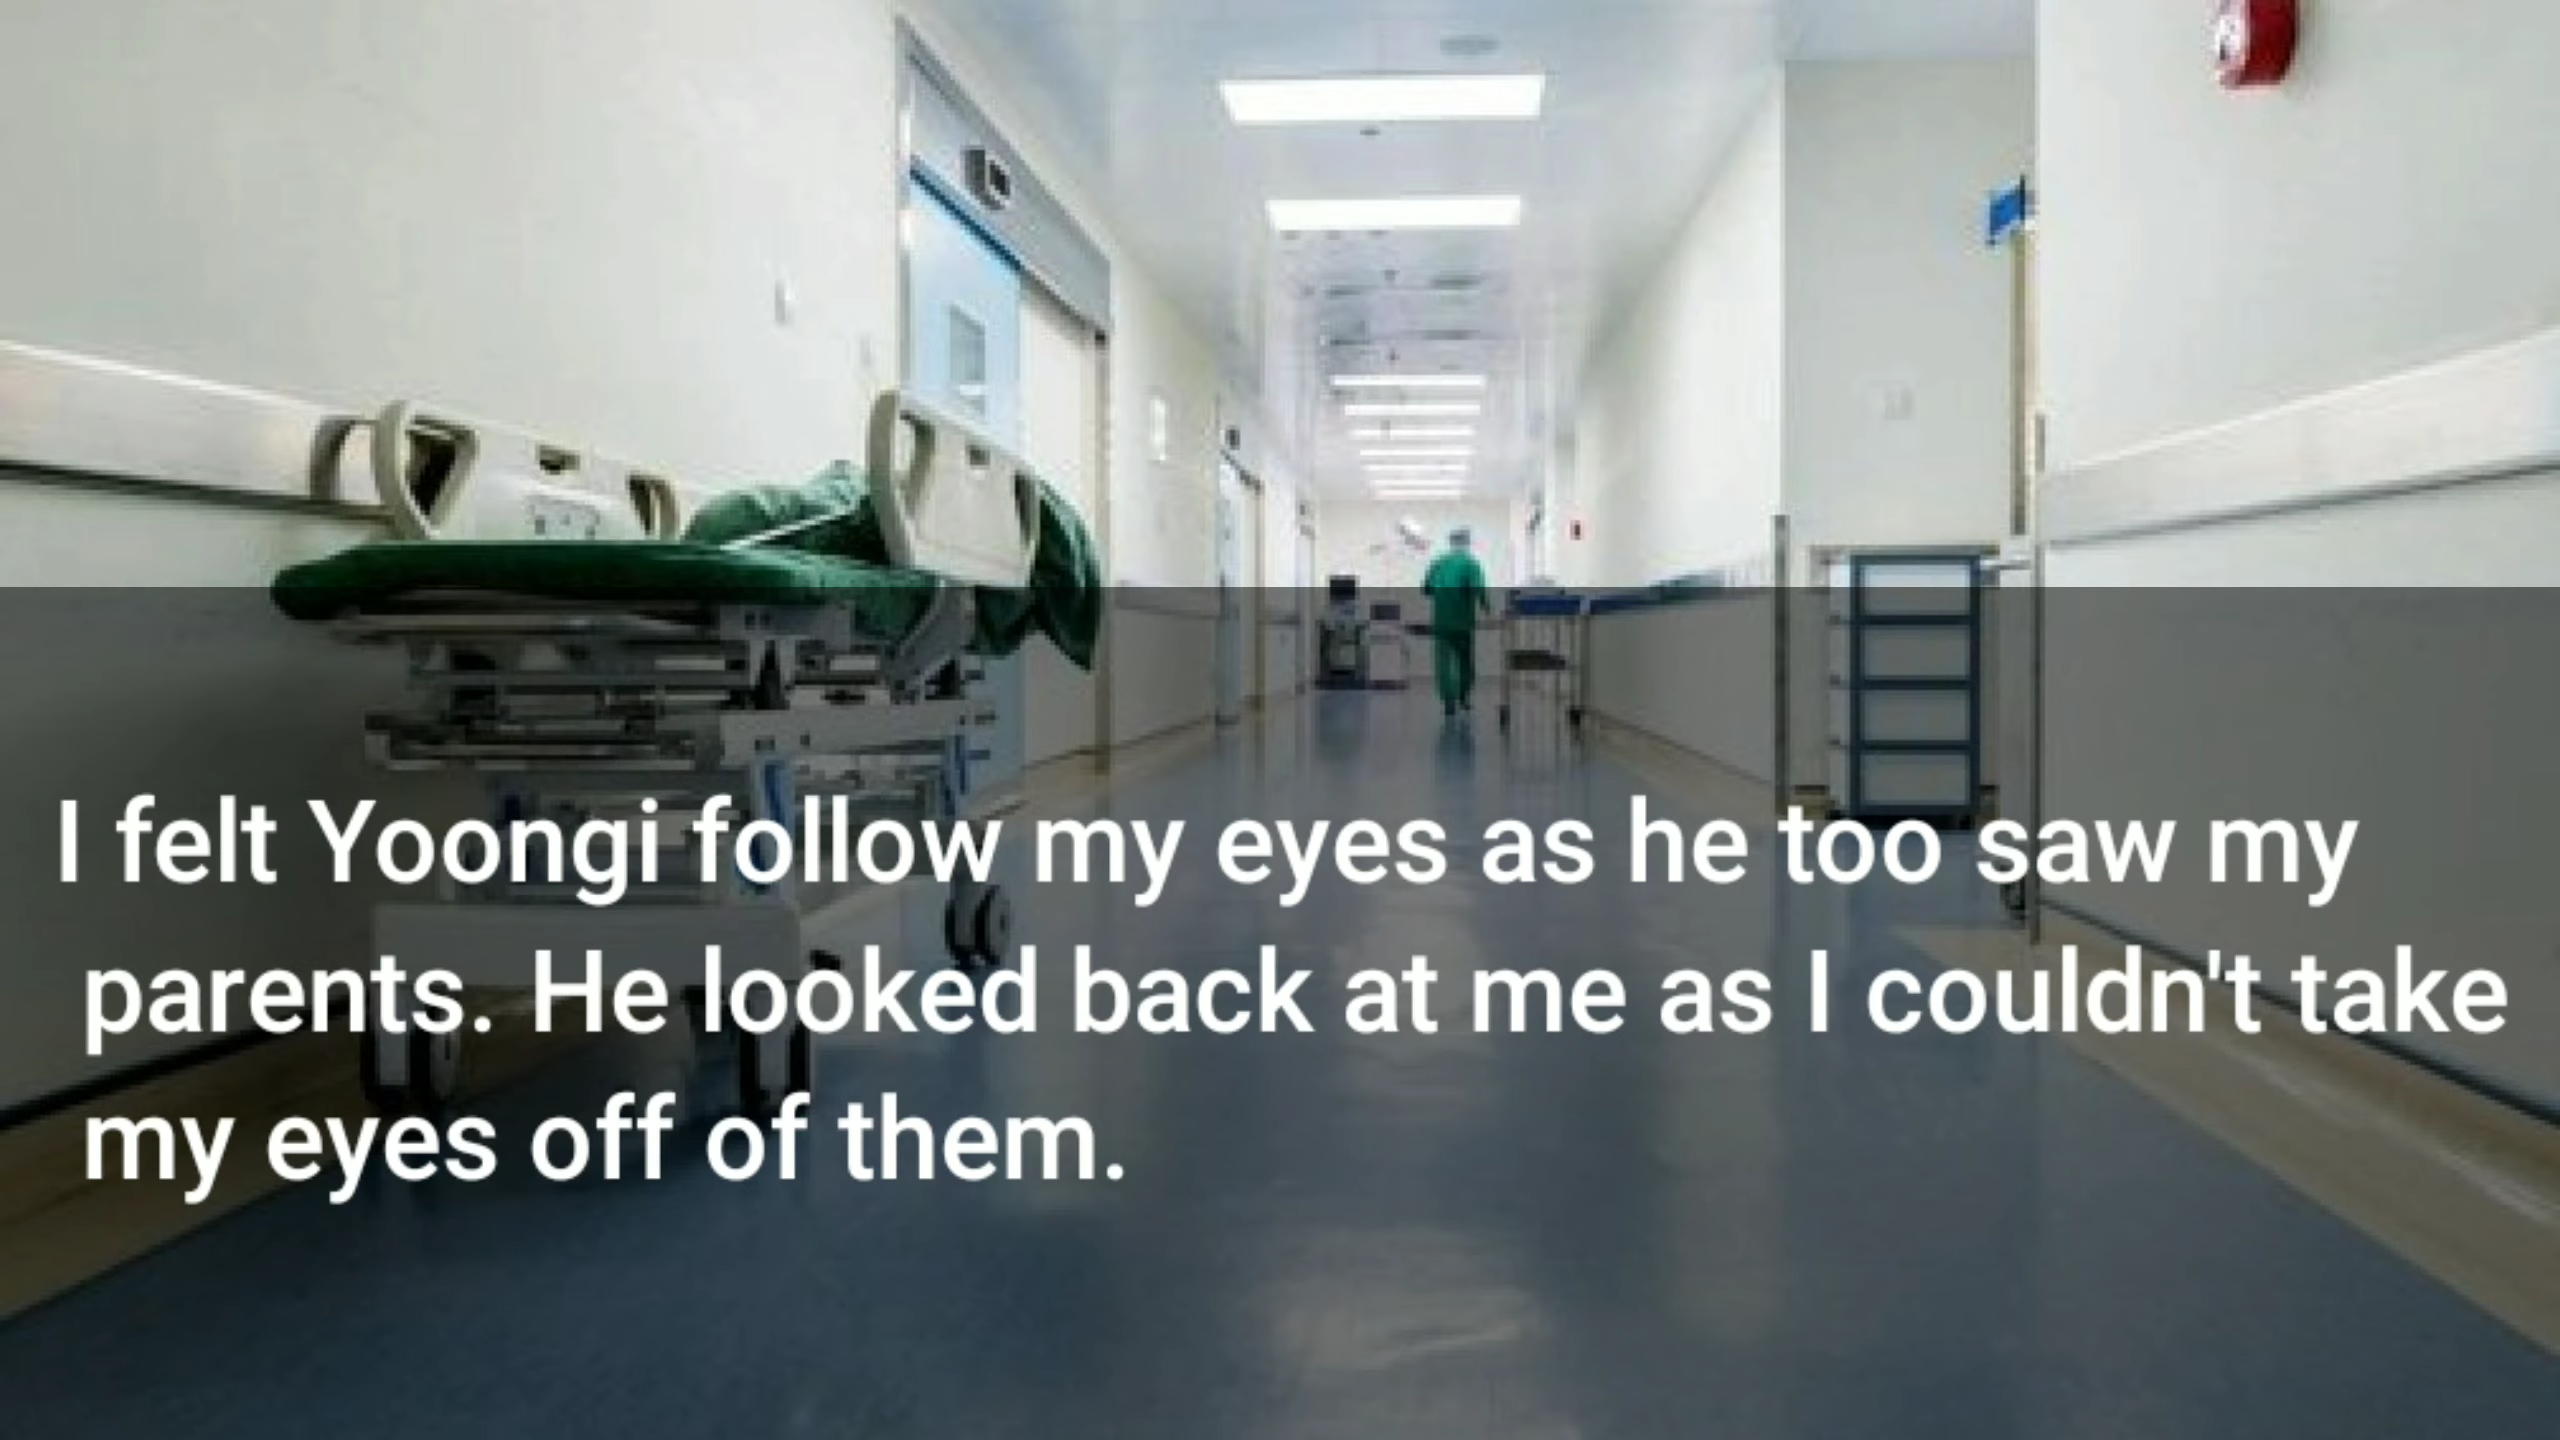 I felt Yoongi follow my eyes as he too saw my
parents. He looked back at me as I couldn't take
my eyes off of them.